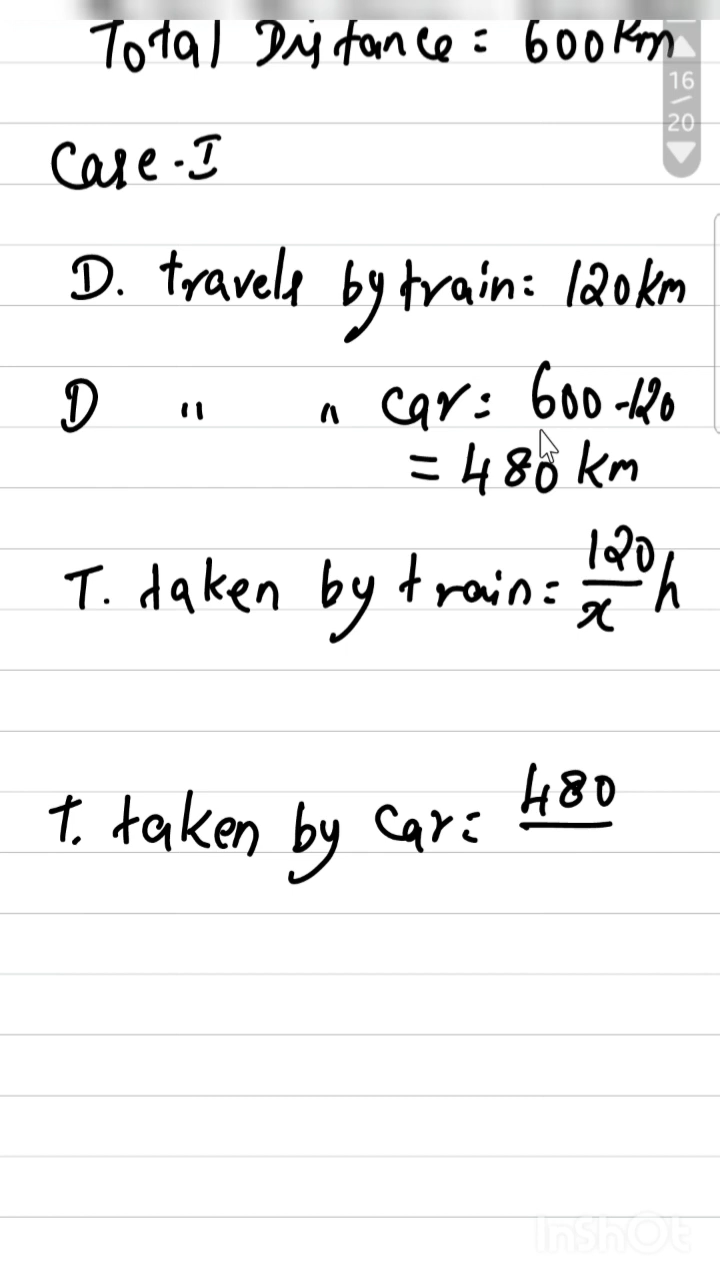 Total Distance = 600 Km
16
20
Case - I
D. travels by train = 120 km
D " " car = 600 - 120
= 480 km
T. taken by train = 120/x h
T. taken by Car = 480/
InShOt